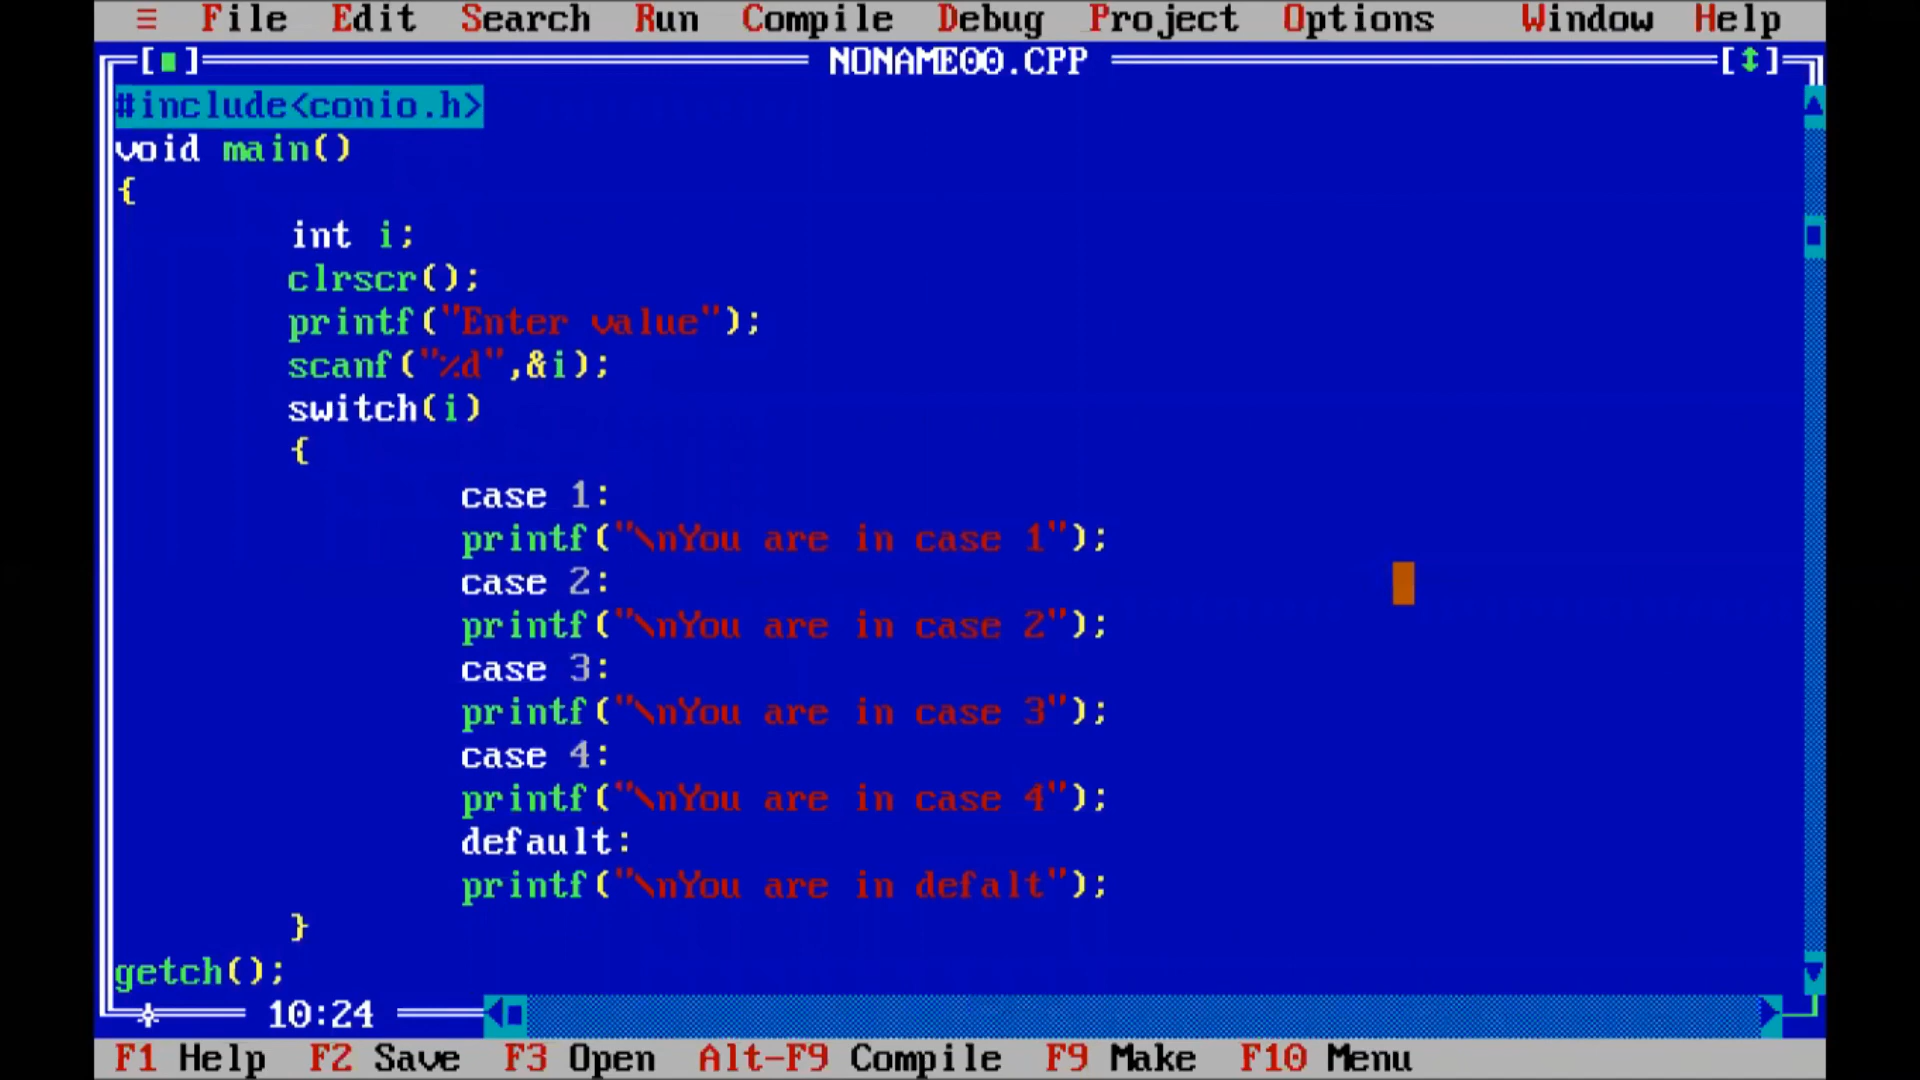 ≡ File Edit Search Run Compile Debug Project Options Window Help
[■] NONAME00.CPP [↕]
#include<conio.h>
void main()
{
int i;
clrscr();
printf("Enter value");
scanf("%d",&i);
switch(i)
{
case 1:
printf("\nYou are in case 1");
case 2:
printf("\nYou are in case 2");
case 3:
printf("\nYou are in case 3");
case 4:
printf("\nYou are in case 4");
default:
printf("\nYou are in defalt");
}
getch();
10:24
F1 Help F2 Save F3 Open Alt-F9 Compile F9 Make F10 Menu